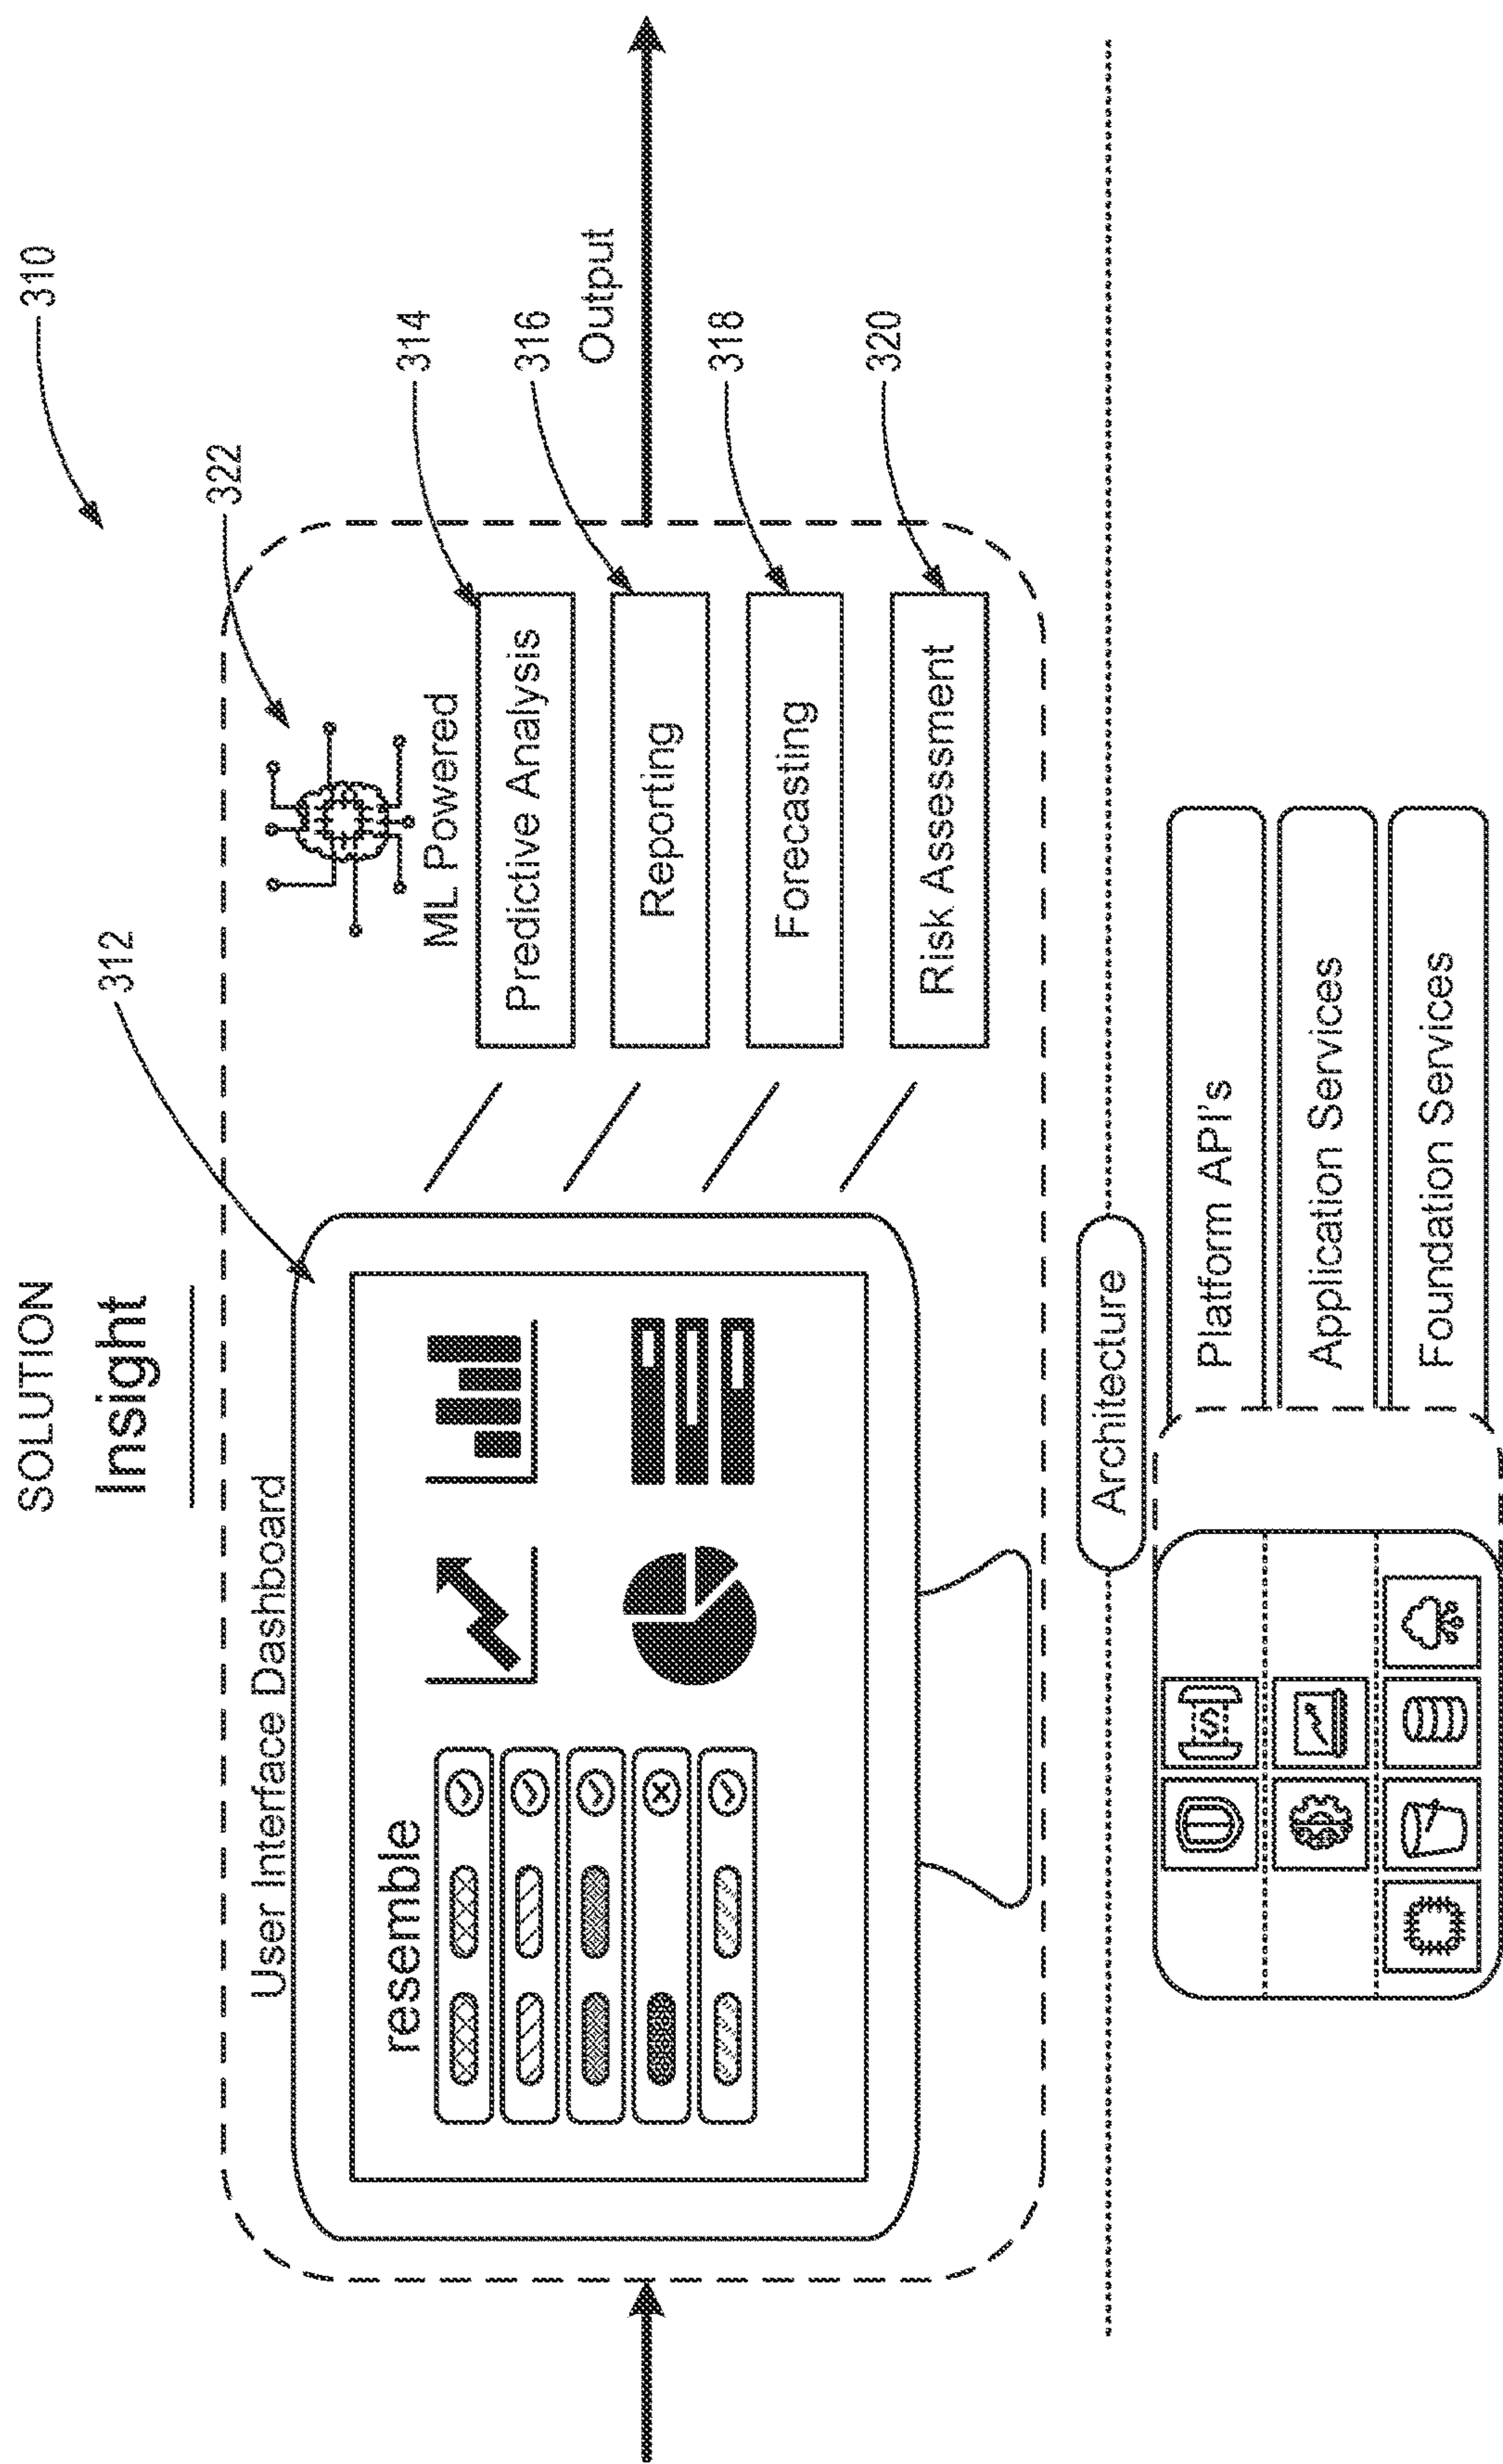 SOLUTION
Insight
310
312
322
User Interface Dashboard
resemble
ML Powered
314
Predictive Analysis
316
Reporting
Output
318
Forecasting
320
Risk Assessment
Architecture
Platform API's
Application Services
Foundation Services